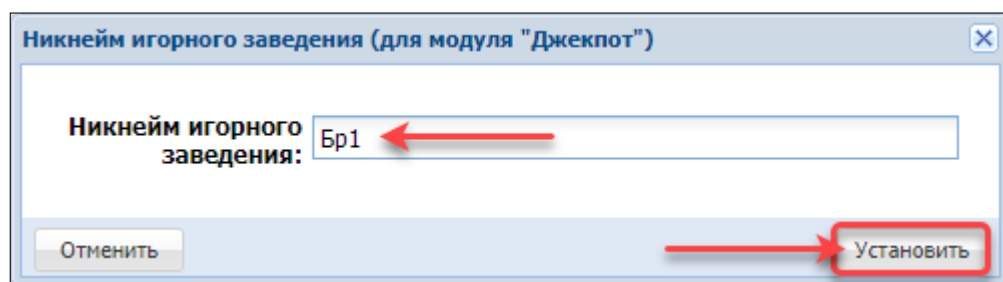 Никнейм игорного заведения (для модуля "Джекпот")
Никнейм игорного
заведения:
Бр1
Отменить
Установить